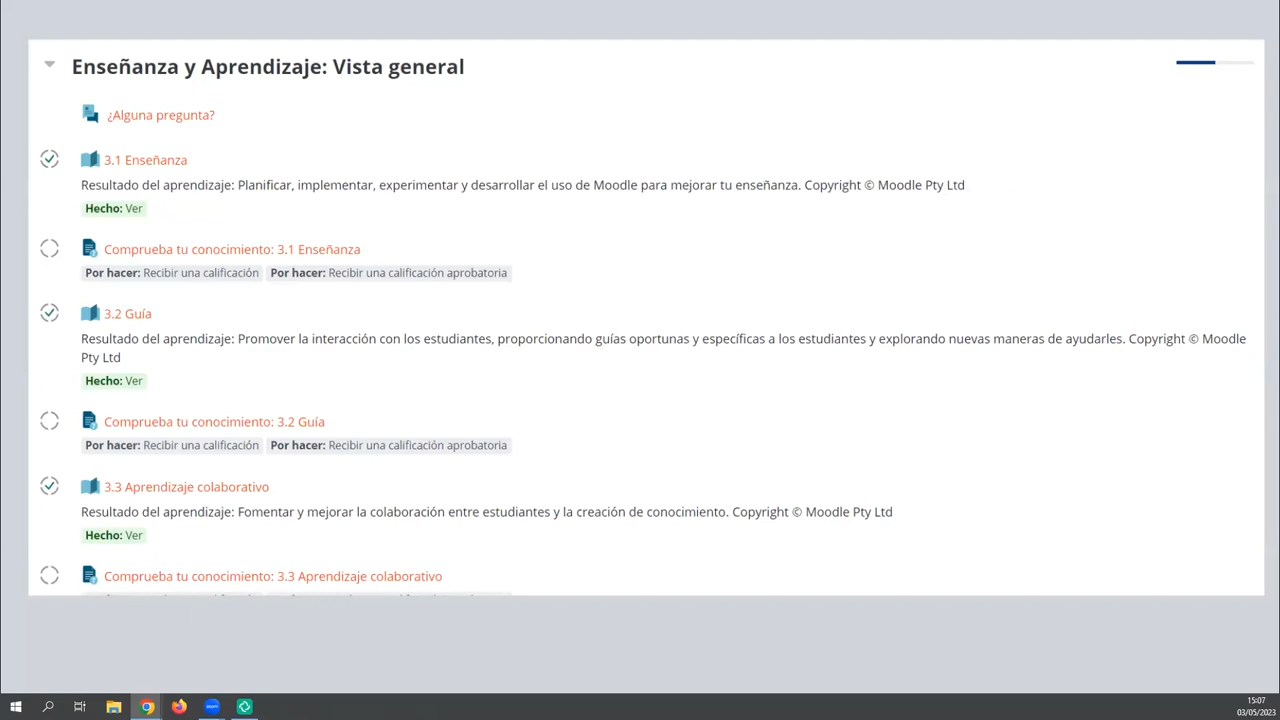 Enseñanza y Aprendizaje: Vista general
¿Alguna pregunta?
3.1 Enseñanza
Resultado del aprendizaje: Planificar, implementar, experimentar y desarrollar el uso de Moodle para mejorar tu enseñanza. Copyright © Moodle Pty Ltd
Hecho: Ver
Comprueba tu conocimiento: 3.1 Enseñanza
Por hacer: Recibir una calificación Por hacer: Recibir una calificación aprobatoria
3.2 Guía
Resultado del aprendizaje: Promover la interacción con los estudiantes, proporcionando guías oportunas y específicas a los estudiantes y explorando nuevas maneras de ayudarles. Copyright © Moodle
Pty Ltd
Hecho: Ver
Comprueba tu conocimiento: 3.2 Guía
Por hacer: Recibir una calificación Por hacer: Recibir una calificación aprobatoria
3.3 Aprendizaje colaborativo
Resultado del aprendizaje: Fomentar y mejorar la colaboración entre estudiantes y la creación de conocimiento. Copyright © Moodle Pty Ltd
Hecho: Ver
Comprueba tu conocimiento: 3.3 Aprendizaje colaborativo
zoom
15:07
03/05/2023